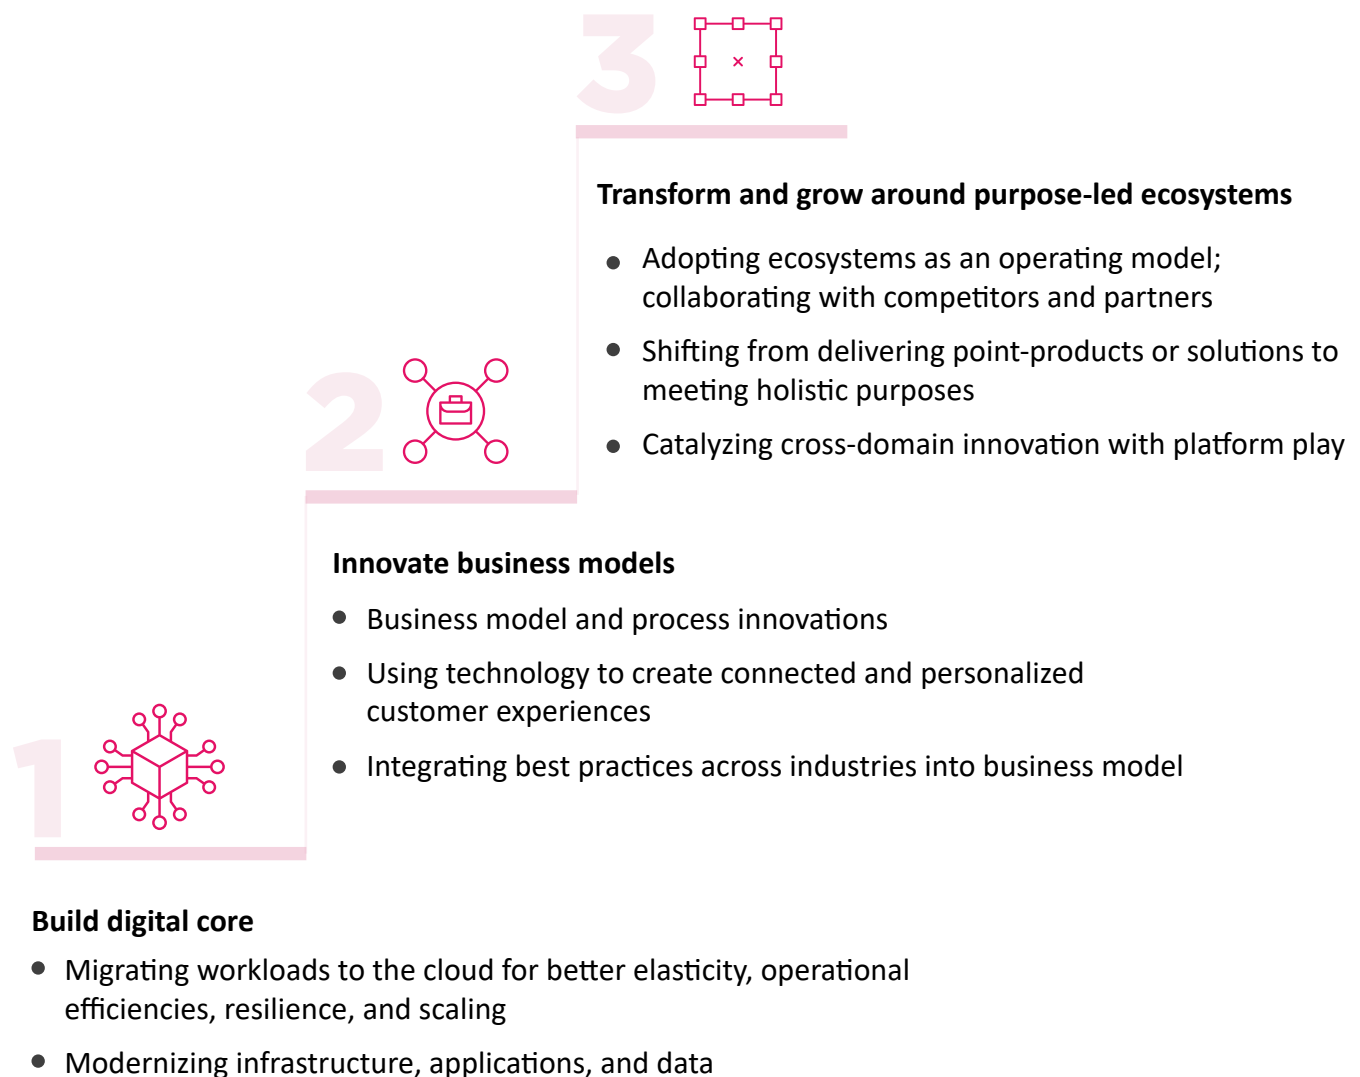 3
Transform and grow around purpose-led ecosystems
Adopting ecosystems as an operating model;
collaborating with competitors and partners
Shifting from delivering point-products or solutions to
meeting holistic purposes
Catalyzing cross-domain innovation with platform play
2
Innovate business models
Business model and process innovations
Using technology to create connected and personalized
customer experiences
Integrating best practices across industries into business model
1
Build digital core
Migrating workloads to the cloud for better elasticity, operational
efficiencies, resilience, and scaling
Modernizing infrastructure, applications, and data